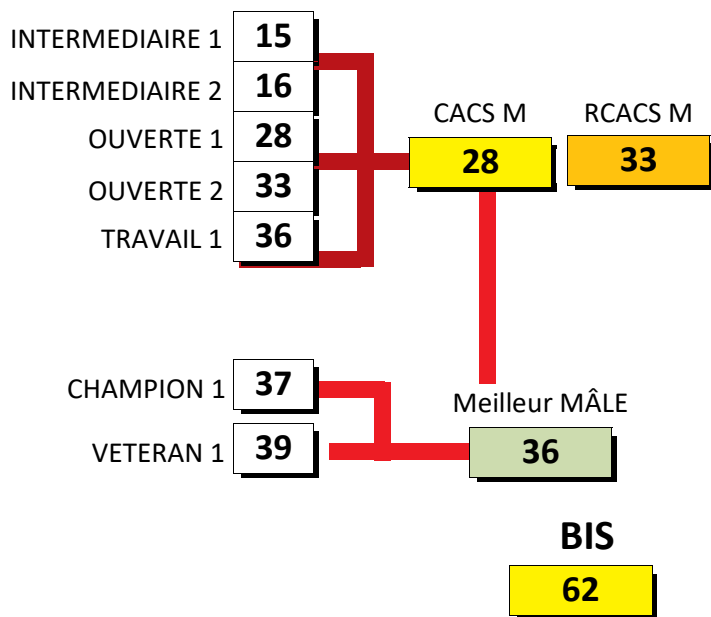 INTERMEDIAIRE 1 15
INTERMEDIAIRE 2 16
OUVERTE 1 28
OUVERTE 2 33
TRAVAIL 1 36
CACS M RCACS M
28 33
CHAMPION 1 37
VETERAN 1 39
Meilleur MÂLE
36
BIS
62